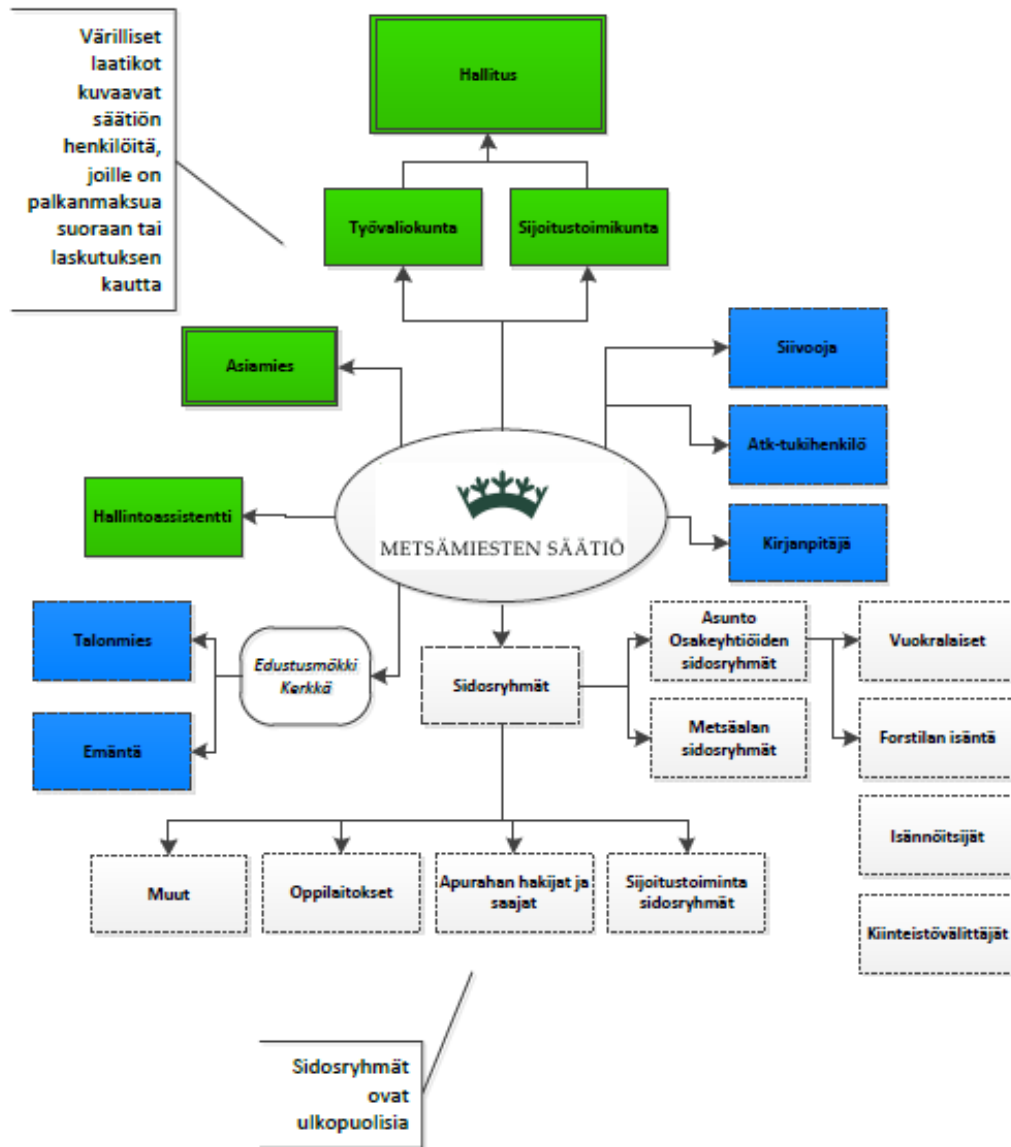 Värilliset
laatikot
kuvaavat
säätiön
henkilöitä,
joille on
palkanmaksua
suoraan tai
laskutuksen
kautta
Hallitus
Työvaliokunta
Sijoitustoimikunta
Asiamies
Siivooja
Atk-tukihenkilö
Hallintoassistentti
METSÄMIESTEN SÄÄTIÖ
Kirjanpitäjä
Talonmies
Emäntä
Edustusmökki
Kerkkä
Sidosryhmät
Asunto
Osakeyhtiöiden
sidosryhmät
Metsäalan
sidosryhmät
Vuokralaiset
Forstilan isäntä
Isännöitsijät
Kiinteistövälittäjät
Muut
Oppilaitokset
Apurahan hakijat ja
saajat
Sijoitustoiminta
sidosryhmät
Sidosryhmät
ovat
ulkopuolisia